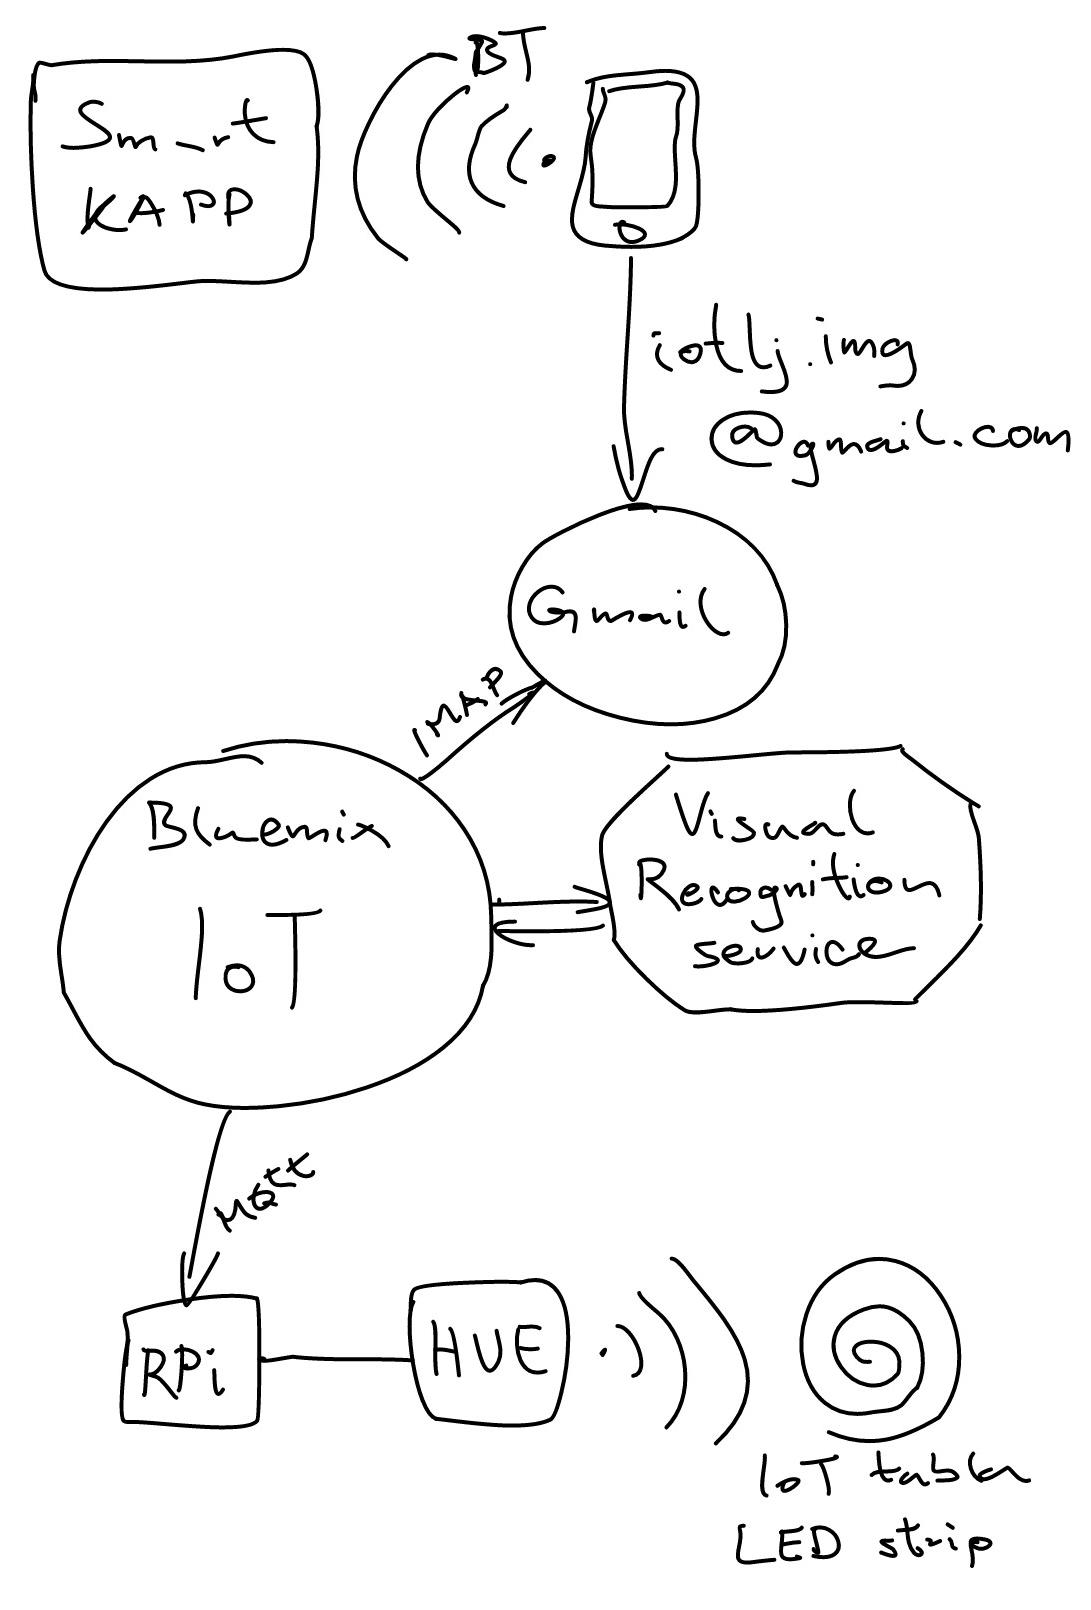 BT
Sm_rt
KAPP
iotlj.img
@gmail.com
Gmail
IMAP
Bluemix
IoT
Visual
Recognition
service
MQtt
RPi
HUE
IoT tabla
LED strip